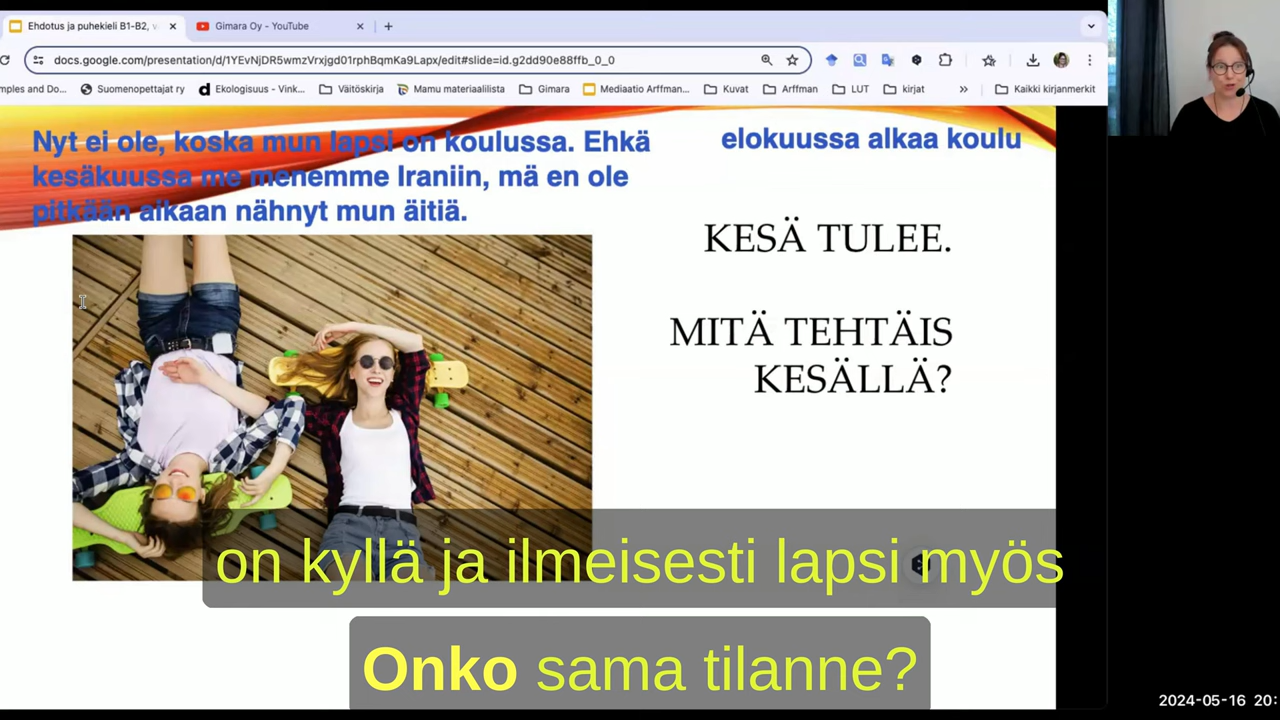 Ehdotus ja puhekieli B1-B2, v
Gimara Oy - YouTube
docs.google.com/presentation/d/1YEvNjDR5wmzVrxjgd01rphBqmKa9Lapx/edit#slide=id.g2dd90e88ffb_0_0
mples and Do... Suomenopettajat ry Ekologisuus - Vink... Väitöskirja Mamu materiaalilista Gimara Mediaatio Arffman... Kuvat Arffman LUT kirjat » Kaikki kirjanmerkit
Nyt ei ole, koska mun lapsi on koulussa. Ehkä
kesäkuussa me menemme Iraniin, mä en ole
pitkään aikaan nähnyt mun äitiä.
elokuussa alkaa koulu
KESÄ TULEE.
MITÄ TEHTÄIS
KESÄLLÄ?
on kyllä ja ilmeisesti lapsi myös
Onko sama tilanne?
2024-05-16 20: